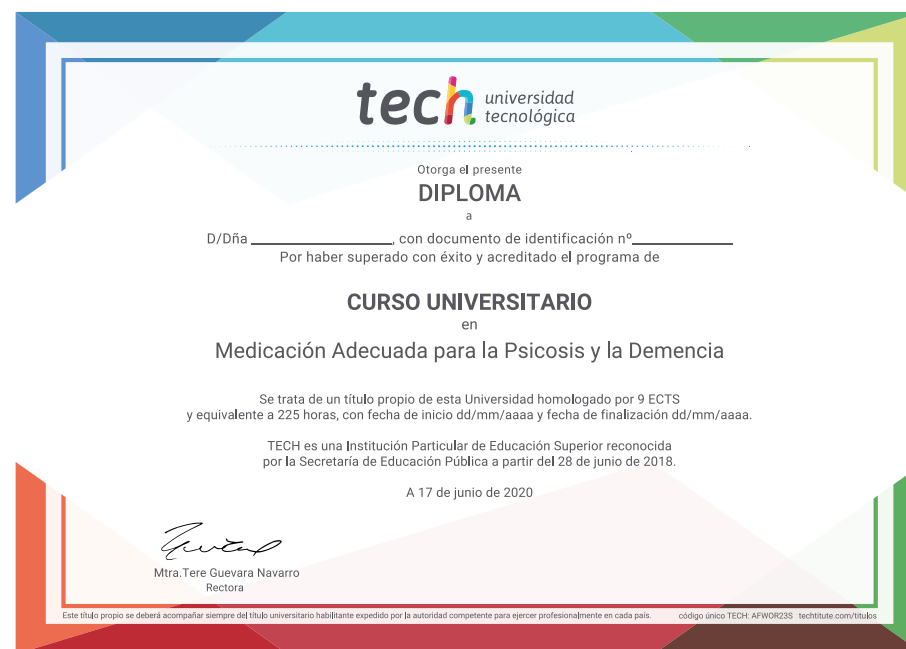 tech universidad
tecnológica
Otorga el presente
DIPLOMA
a
D/Dña ____________________, con documento de identificación nº______________
Por haber superado con éxito y acreditado el programa de
CURSO UNIVERSITARIO
en
Medicación Adecuada para la Psicosis y la Demencia
Se trata de un título propio de esta Universidad homologado por 9 ECTS
y equivalente a 225 horas, con fecha de inicio dd/mm/aaaa y fecha de finalización dd/mm/aaaa.
TECH es una Institución Particular de Educación Superior reconocida
por la Secretaría de Educación Pública a partir del 28 de junio de 2018.
A 17 de junio de 2020
Mtra.Tere Guevara Navarro
Rectora
Este título propio se deberá acompañar siempre del título universitario habilitante expedido por la autoridad competente para ejercer profesionalmente en cada país. código único TECH: AFWOR23S techtitute.com/titulos